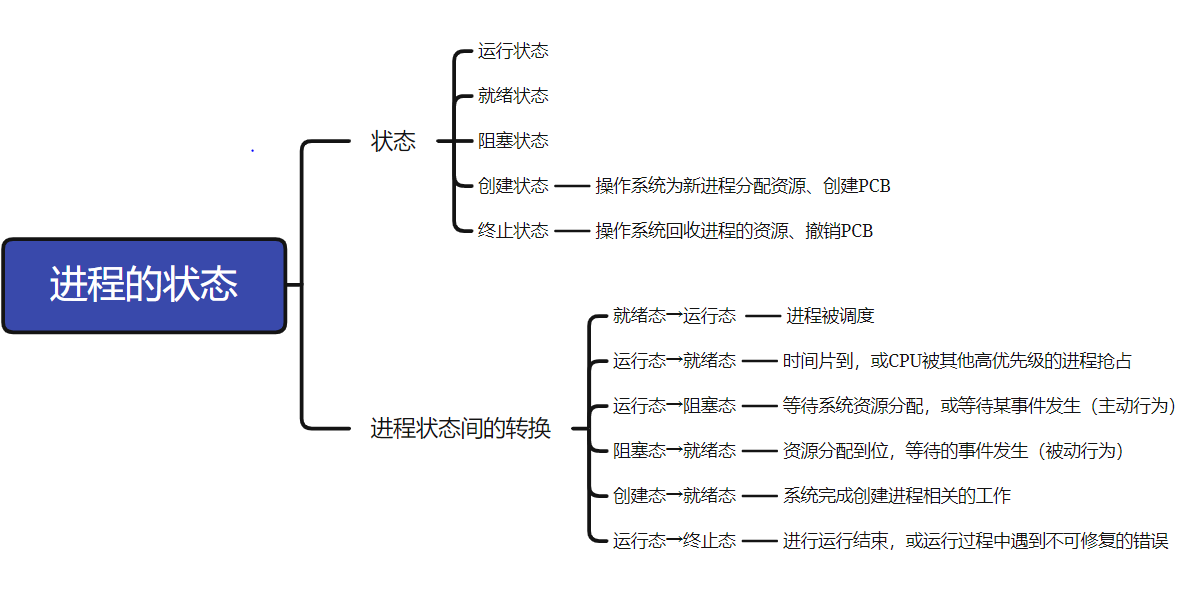 进程的状态
状态
运行状态
就绪状态
阻塞状态
创建状态 操作系统为新进程分配资源、创建PCB
终止状态 操作系统回收进程的资源、撤销PCB
进程状态间的转换
就绪态→运行态 进程被调度
运行态→就绪态 时间片到，或CPU被其他高优先级的进程抢占
运行态→阻塞态 等待系统资源分配，或等待某事件发生（主动行为）
阻塞态→就绪态 资源分配到位，等待的事件发生（被动行为）
创建态→就绪态 系统完成创建进程相关的工作
运行态→终止态 进行运行结束，或运行过程中遇到不可修复的错误